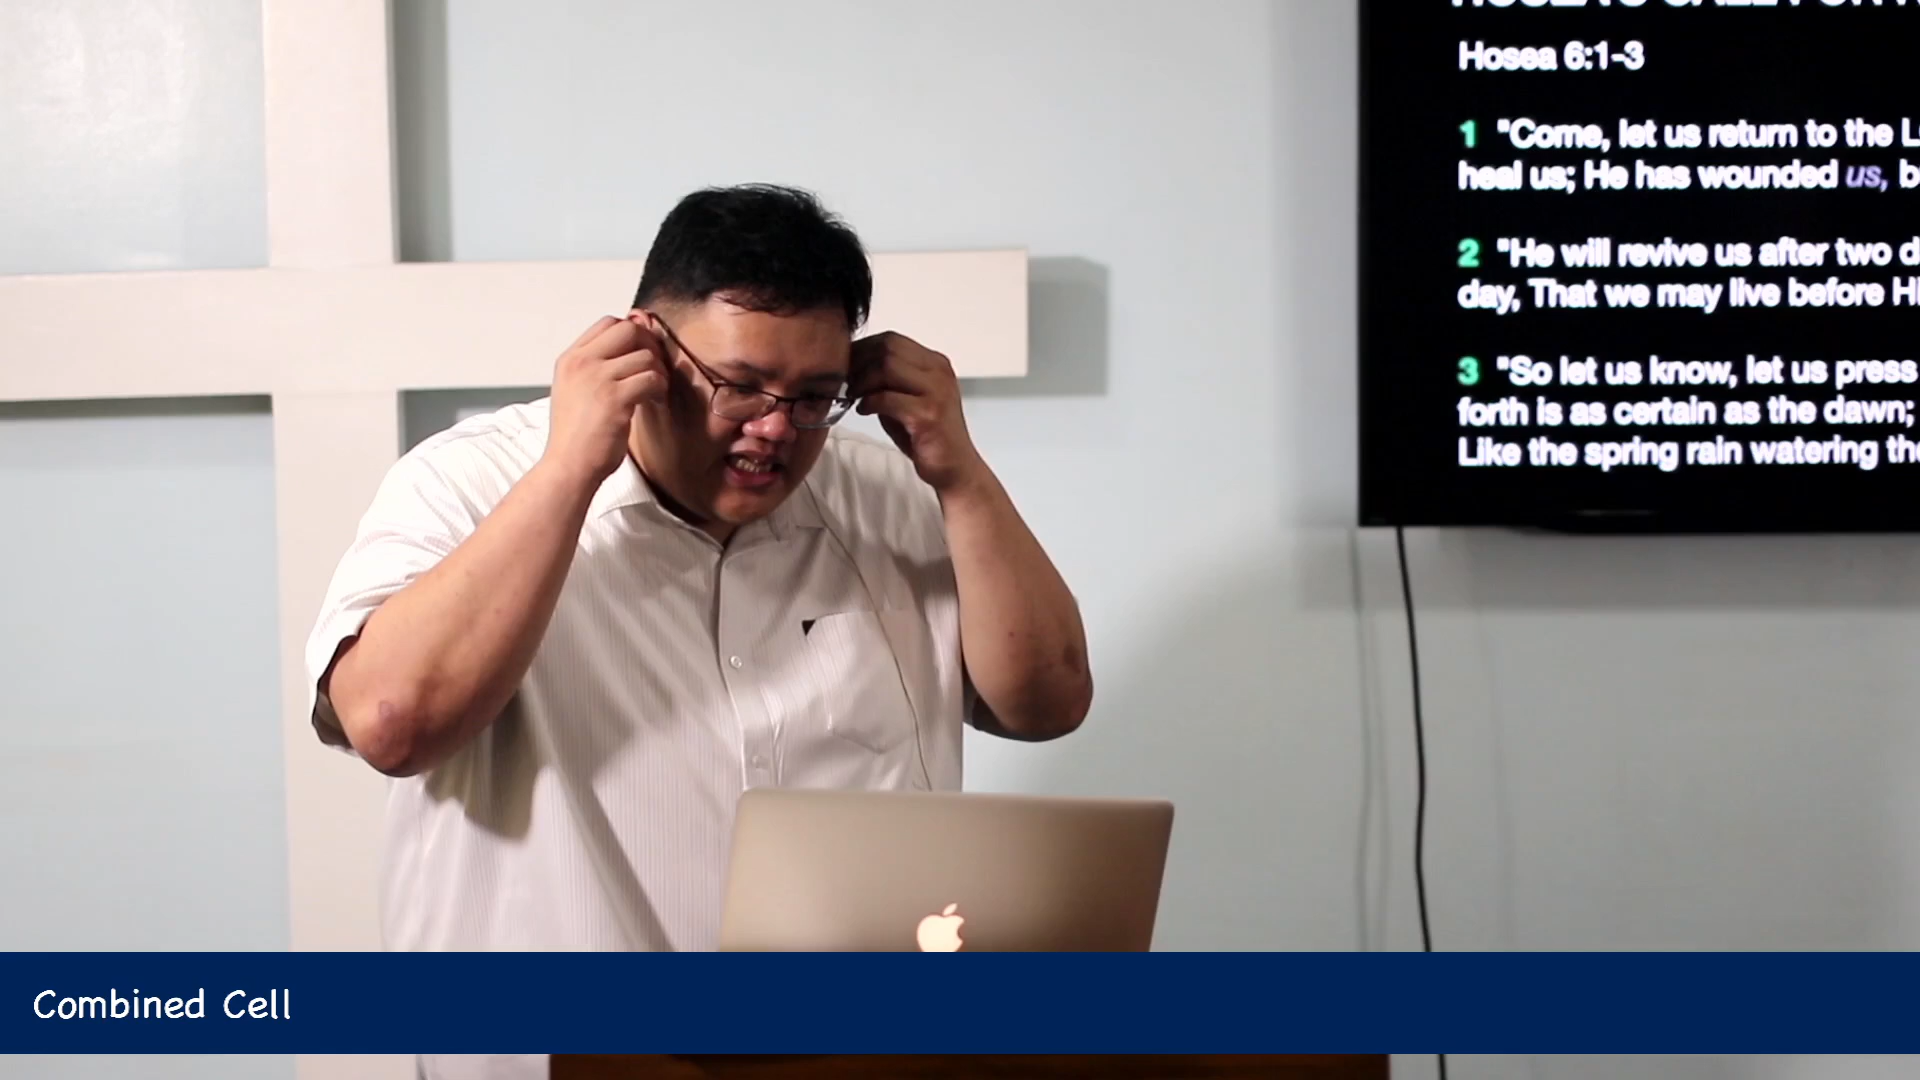 Hosea 6:1-3
1 "Come, let us return to the
heal us; He has wounded us,
2 "He will revive us after two
day, That we may live before
3 "So let us know, let us press
forth is as certain as the dawn;
Like the spring rain watering
Combined Cell